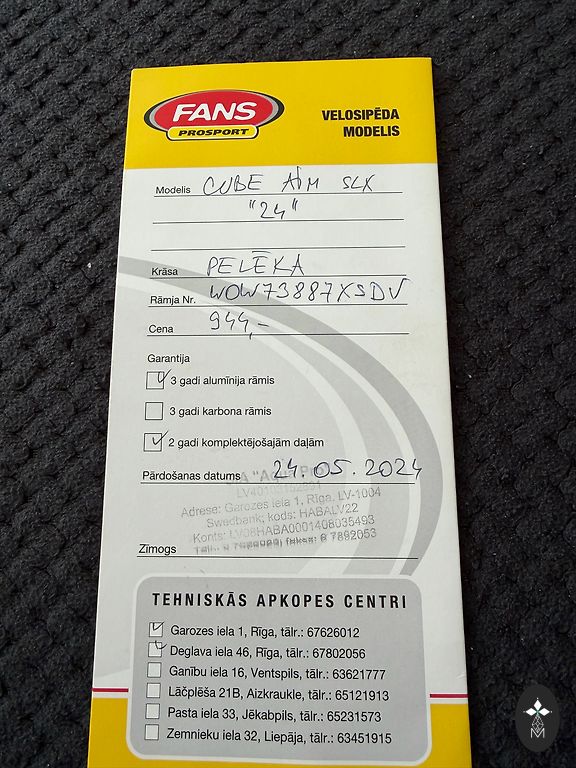 FANS
PROSPORT
VELOSIPĒDA
MODELIS
Modelis CUBE AIM SLX
"24"
Krāsa PELĒKA
Rāmja Nr. WOW73887XSDV
Cena 944,-
Garantija
3 gadi alumīnija rāmis
3 gadi karbona rāmis
2 gadi komplektējošajām daļām
Pārdošanas datums 24.05.2024
Adrese: Garozes iela 1, Rīga, LV-1004
Swedbank; kods: HABALV22
Konts: LV08HABA0001408035493
Zīmogs
TEHNISKĀS APKOPES CENTRI
Garozes iela 1, Rīga, tālr.: 67626012
Deglava iela 46, Rīga, tālr.: 67802056
Ganību iela 16, Ventspils, tālr.: 63621777
Lāčplēša 21B, Aizkraukle, tālr.: 65121913
Pasta iela 33, Jēkabpils, tālr.: 65231573
Zemnieku iela 32, Liepāja, tālr.: 63451915